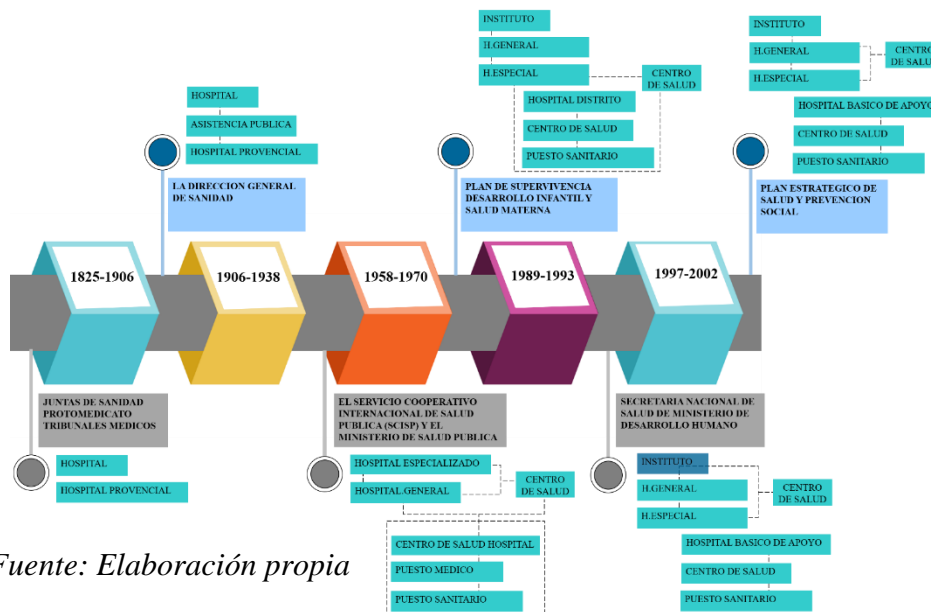 INSTITUTO
H.GENERAL
H.ESPECIAL
CENTRO
DE SALUD
HOSPITAL DISTRITO
CENTRO DE SALUD
PUESTO SANITARIO
INSTITUTO
H.GENERAL
H.ESPECIAL
CENTRO
DE SALUD
HOSPITAL BASICO DE APOYO
CENTRO DE SALUD
PUESTO SANITARIO
HOSPITAL
ASISTENCIA PUBLICA
HOSPITAL PROVENCIAL
LA DIRECCION GENERAL
DE SANIDAD
PLAN DE SUPERVIVENCIA
DESARROLLO INFANTIL Y
SALUD MATERNA
PLAN ESTRATEGICO DE
SALUD Y PREVENCION
SOCIAL
1825-1906
1906-1938
1958-1970
1989-1993
1997-2002
JUNTAS DE SANIDAD
PROTOMEDICATO
TRIBUNALES MEDICOS
EL SERVICIO COOPERATIVO
INTERNACIONAL DE SALUD
PUBLICA (SCISP) Y EL
MINISTERIO DE SALUD PUBLICA
SECRETARIA NACIONAL DE
SALUD DE MINISTERIO DE
DESARROLLO HUMANO
HOSPITAL
HOSPITAL PROVENCIAL
HOSPITAL ESPECIALIZADO
HOSPITAL.GENERAL
CENTRO
DE SALUD
CENTRO DE SALUD HOSPITAL
PUESTO MEDICO
PUESTO SANITARIO
INSTITUTO
H.GENERAL
H.ESPECIAL
CENTRO
DE SALUD
HOSPITAL BASICO DE APOYO
CENTRO DE SALUD
PUESTO SANITARIO
Fuente: Elaboración propia